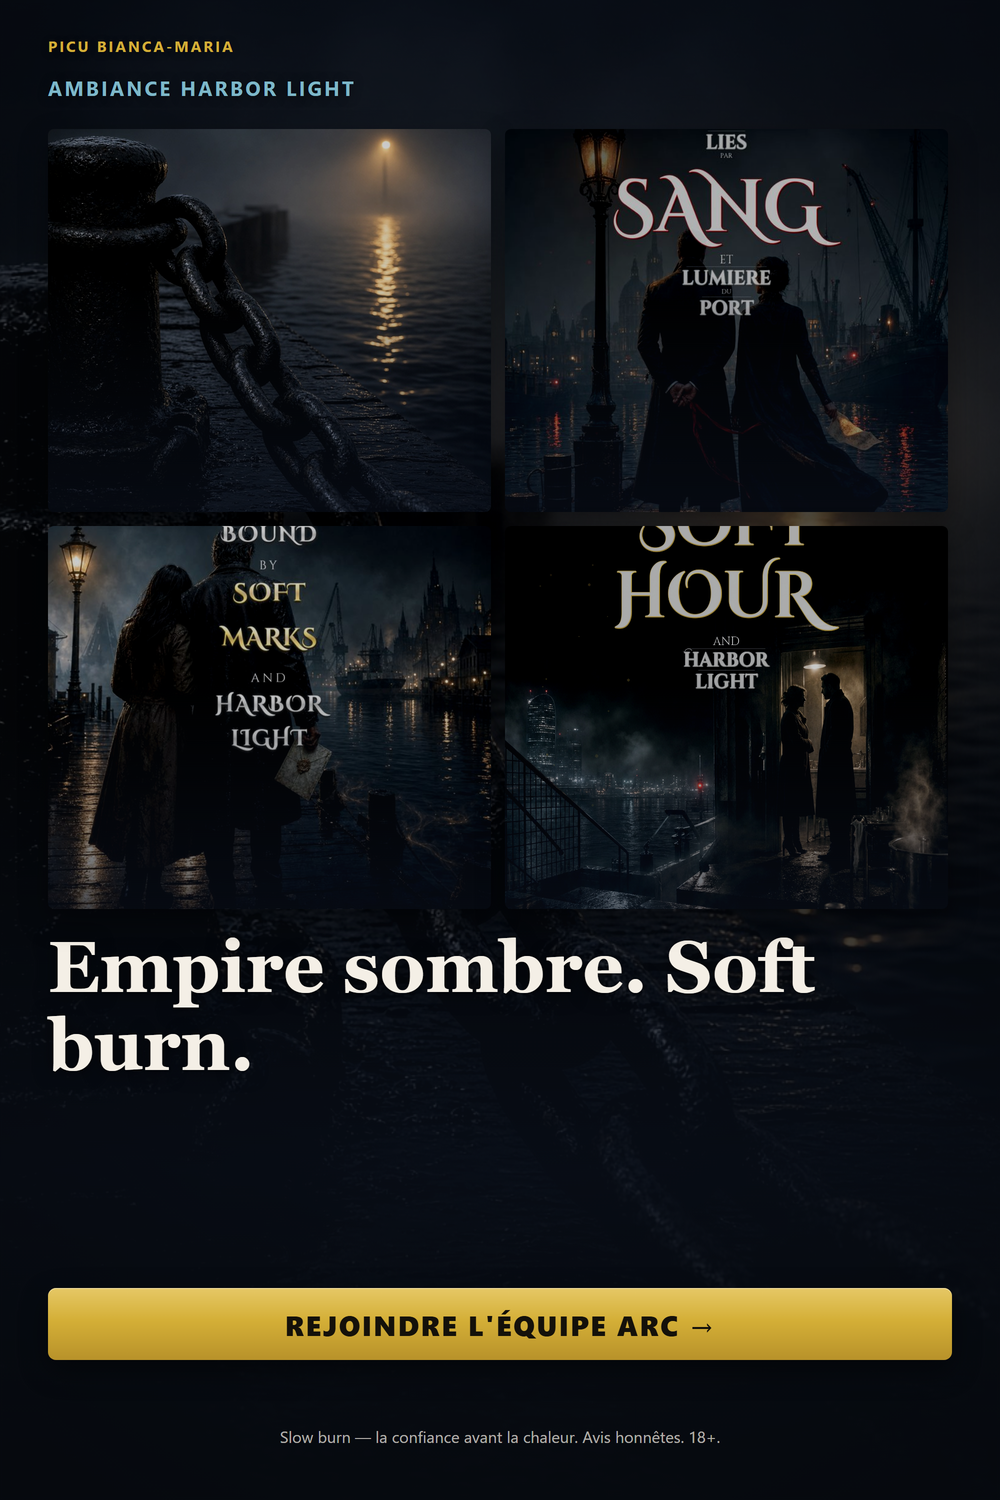 PICU BIANCA-MARIA
AMBIANCE HARBOR LIGHT
LIES
PAR
SANG
ET
LUMIERE
DU
PORT
BOUND
BY
SOFT
MARKS
AND
HARBOR
LIGHT
SOFT
HOUR
AND
HARBOR
LIGHT
Empire sombre. Soft
burn.
REJOINDRE L'ÉQUIPE ARC →
Slow burn — la confiance avant la chaleur. Avis honnêtes. 18+.